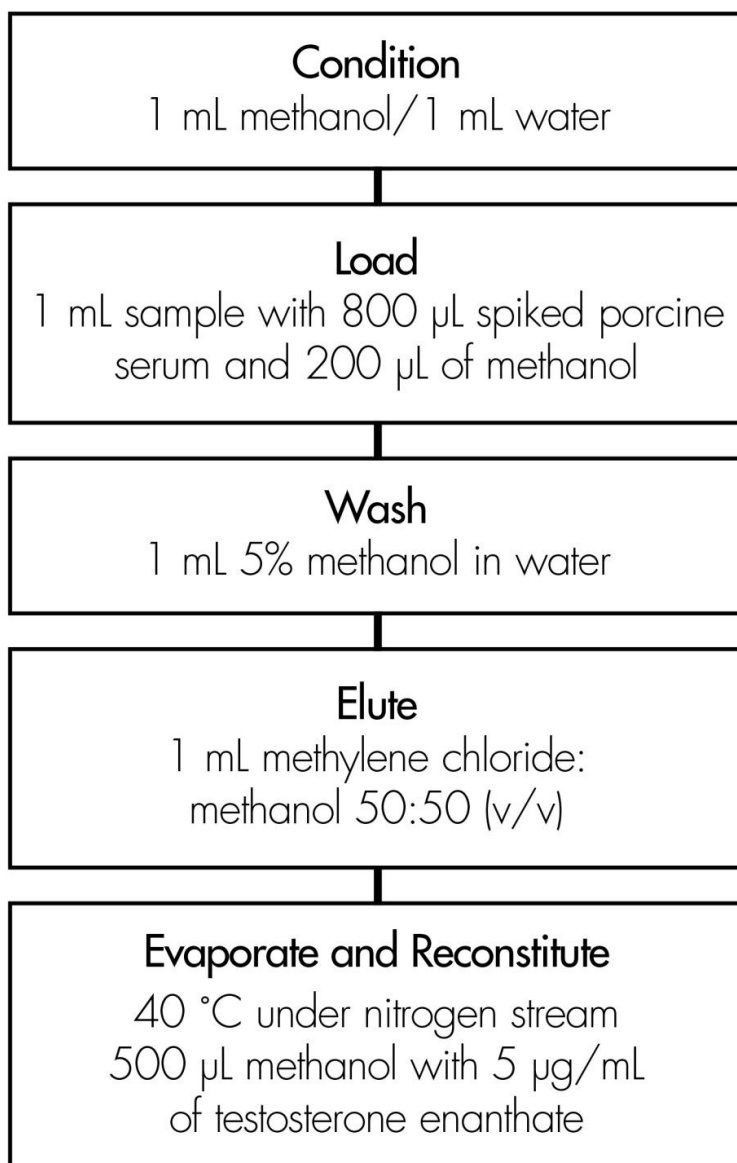 Condition
1 mL methanol/1 mL water
Load
1 mL sample with 800 µL spiked porcine
serum and 200 µL of methanol
Wash
1 mL 5% methanol in water
Elute
1 mL methylene chloride:
methanol 50:50 (v/v)
Evaporate and Reconstitute
40 °C under nitrogen stream
500 µL methanol with 5 µg/mL
of testosterone enanthate